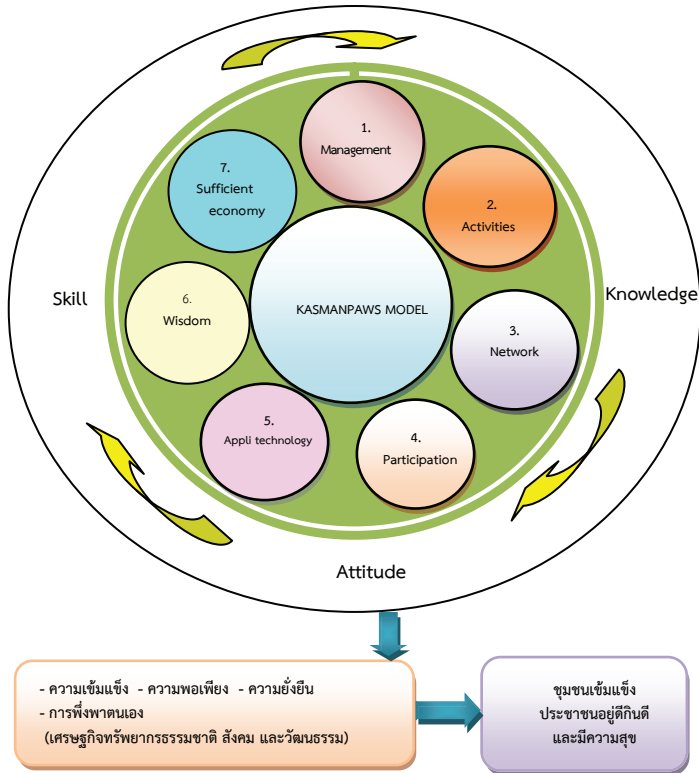 1.
Management
2.
Activities
3.
Network
4.
Participation
5.
Appli technology
6.
Wisdom
7.
Sufficient
economy
KASMANPAWS MODEL
Skill
Knowledge
Attitude
- ความเข้มแข็ง - ความพอเพียง - ความยั่งยืน
- การพึ่งพาตนเอง
(เศรษฐกิจทรัพยากรธรรมชาติ สังคม และวัฒนธรรม)
ชุมชนเข้มแข็ง
ประชาชนอยู่ดีกินดี
และมีความสุข